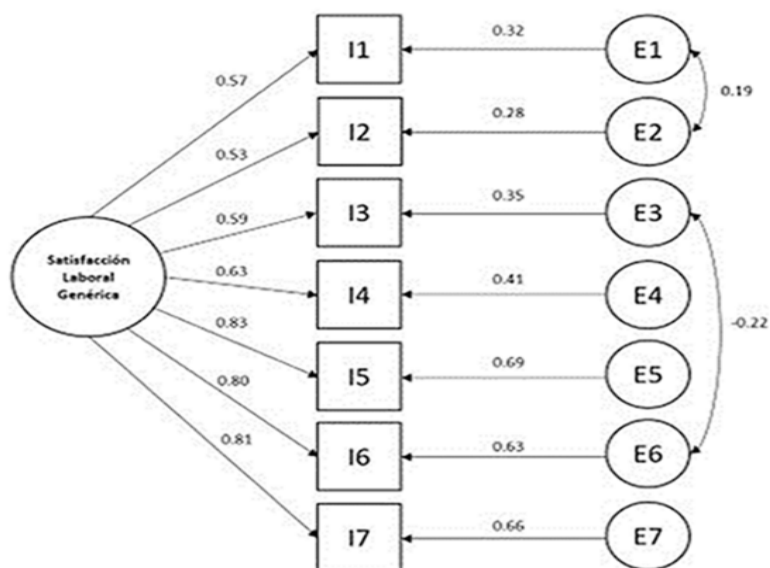 I1
0.32
E1
0.57
0.19
I2
0.28
E2
0.53
I3
0.35
E3
0.59
Satisfacción
Laboral
Genérica
0.63
I4
0.41
E4
0.83
-0.22
I5
0.69
E5
0.80
I6
0.63
E6
0.81
I7
0.66
E7